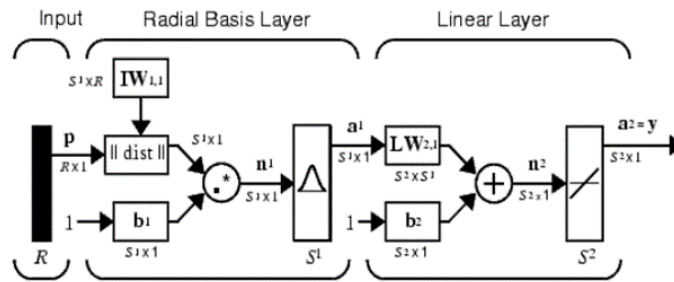 Input Radial Basis Layer Linear Layer
S¹xR IW1,1
p S¹x1 a¹ a2 = y
|| dist || n¹ LW2,1 n2
Rx1 .* S¹x1 S¹x1 S²xS¹ + S²x1 S²x1
1 b1 1 b2
S¹x1 S²x1
R S¹ S²